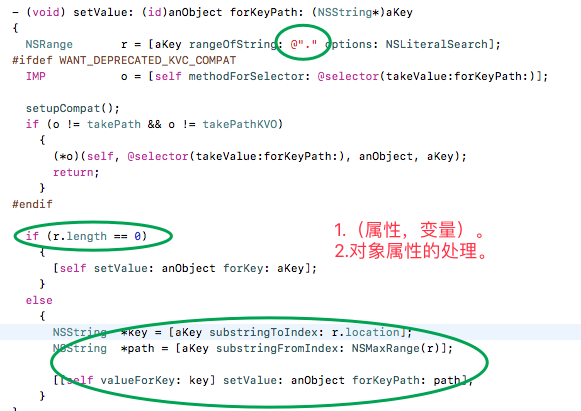 - (void) setValue: (id)anObject forKeyPath: (NSString*)aKey
{
NSRange r = [aKey rangeOfString: @"." options: NSLiteralSearch];
#ifdef WANT_DEPRECATED_KVC_COMPAT
IMP o = [self methodForSelector: @selector(takeValue:forKeyPath:)];
setupCompat();
if (o != takePath && o != takePathKVO)
{
(*o)(self, @selector(takeValue:forKeyPath:), anObject, aKey);
return;
}
#endif
if (r.length == 0)
{
[self setValue: anObject forKey: aKey];
}
else
{
NSString *key = [aKey substringToIndex: r.location];
NSString *path = [aKey substringFromIndex: NSMaxRange(r)];
[[self valueForKey: key] setValue: anObject forKeyPath: path];
}
}
1.（属性，变量）。
2.对象属性的处理。